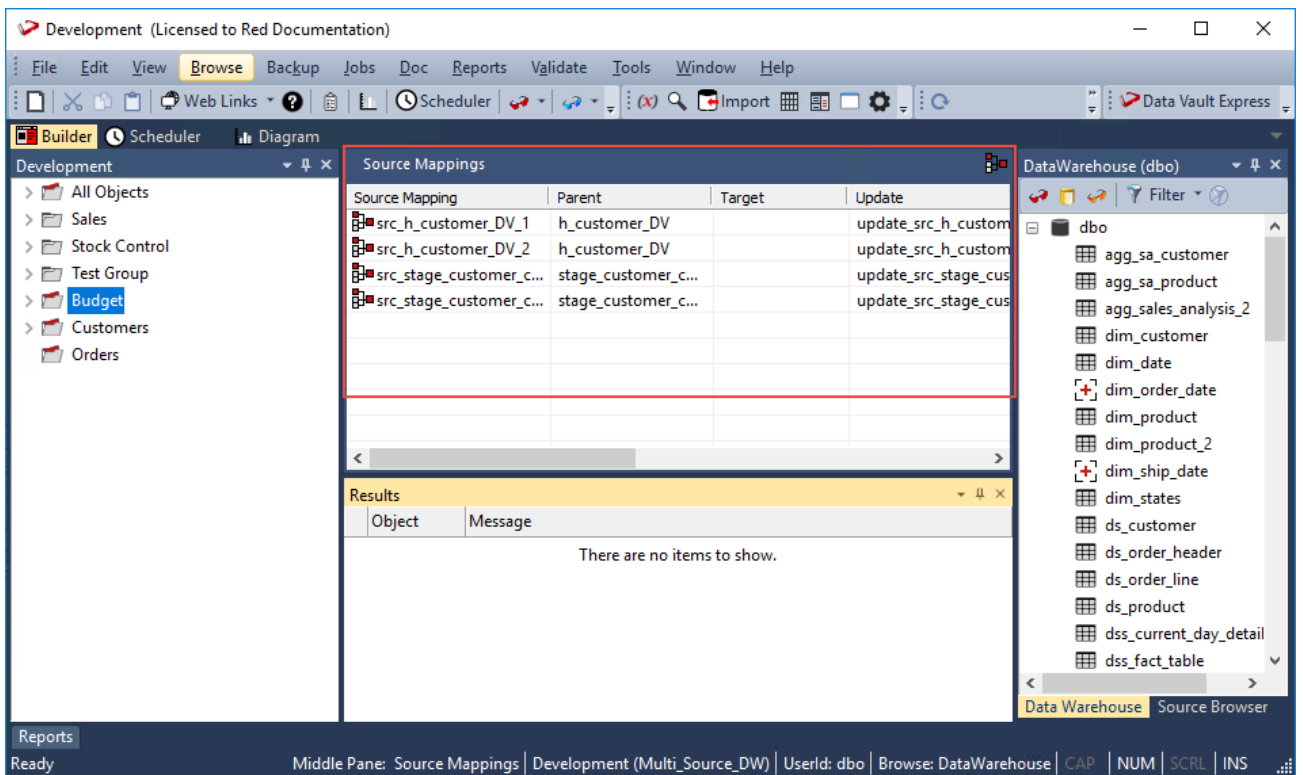 Development (Licensed to Red Documentation)
File Edit View Browse Backup Jobs Doc Reports Validate Tools Window Help
Web Links Scheduler (x) Import Data Vault Express
Builder Scheduler Diagram
Development
All Objects
Sales
Stock Control
Test Group
Budget
Customers
Orders
Source Mappings
Source Mapping Parent Target Update
src_h_customer_DV_1 h_customer_DV update_src_h_custom
src_h_customer_DV_2 h_customer_DV update_src_h_custom
src_stage_customer_c... stage_customer_c... update_src_stage_cus
src_stage_customer_c... stage_customer_c... update_src_stage_cus
Results
Object Message
There are no items to show.
DataWarehouse (dbo)
Filter
dbo
agg_sa_customer
agg_sa_product
agg_sales_analysis_2
dim_customer
dim_date
dim_order_date
dim_product
dim_product_2
dim_ship_date
dim_states
ds_customer
ds_order_header
ds_order_line
ds_product
dss_current_day_detail
dss_fact_table
Data Warehouse Source Browser
Reports
Ready Middle Pane: Source Mappings Development (Multi_Source_DW) UserId: dbo Browse: DataWarehouse CAP NUM SCRL INS